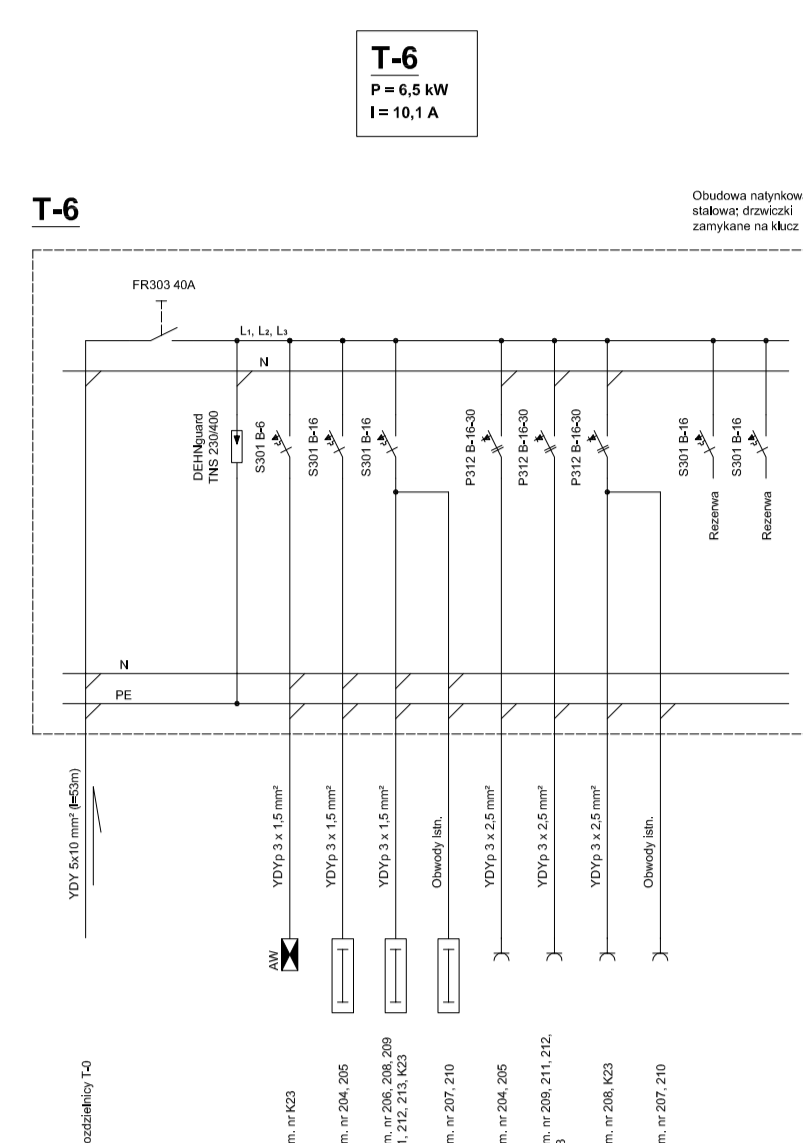 T-6
P = 6,5 kW
I = 10,1 A
T-6
Obudowa natynkowa
stalowa; drzwiczki
zamykane na klucz
FR303 40A
L1, L2, L3
N
DEHNguard
TNS 230/400
S301 B-6
S301 B-16
S301 B-16
P312 B-16-30
P312 B-16-30
P312 B-16-30
S301 B-16
S301 B-16
Rezerwa
Rezerwa
N
PE
YDY 5x10 mm² (l=53m)
YDYp 3 x 1,5 mm²
YDYp 3 x 1,5 mm²
YDYp 3 x 1,5 mm²
Obwody Istn.
YDYp 3 x 2,5 mm²
YDYp 3 x 2,5 mm²
YDYp 3 x 2,5 mm²
Obwody istn.
AW
ozdzielnicy T-0
m. nr K23
m. nr 204, 205
m. nr 206, 208, 209
1, 212, 213, K23
m. nr 207, 210
m. nr 204, 205
m. nr 209, 211, 212,
3
m. nr 208, K23
m. nr 207, 210